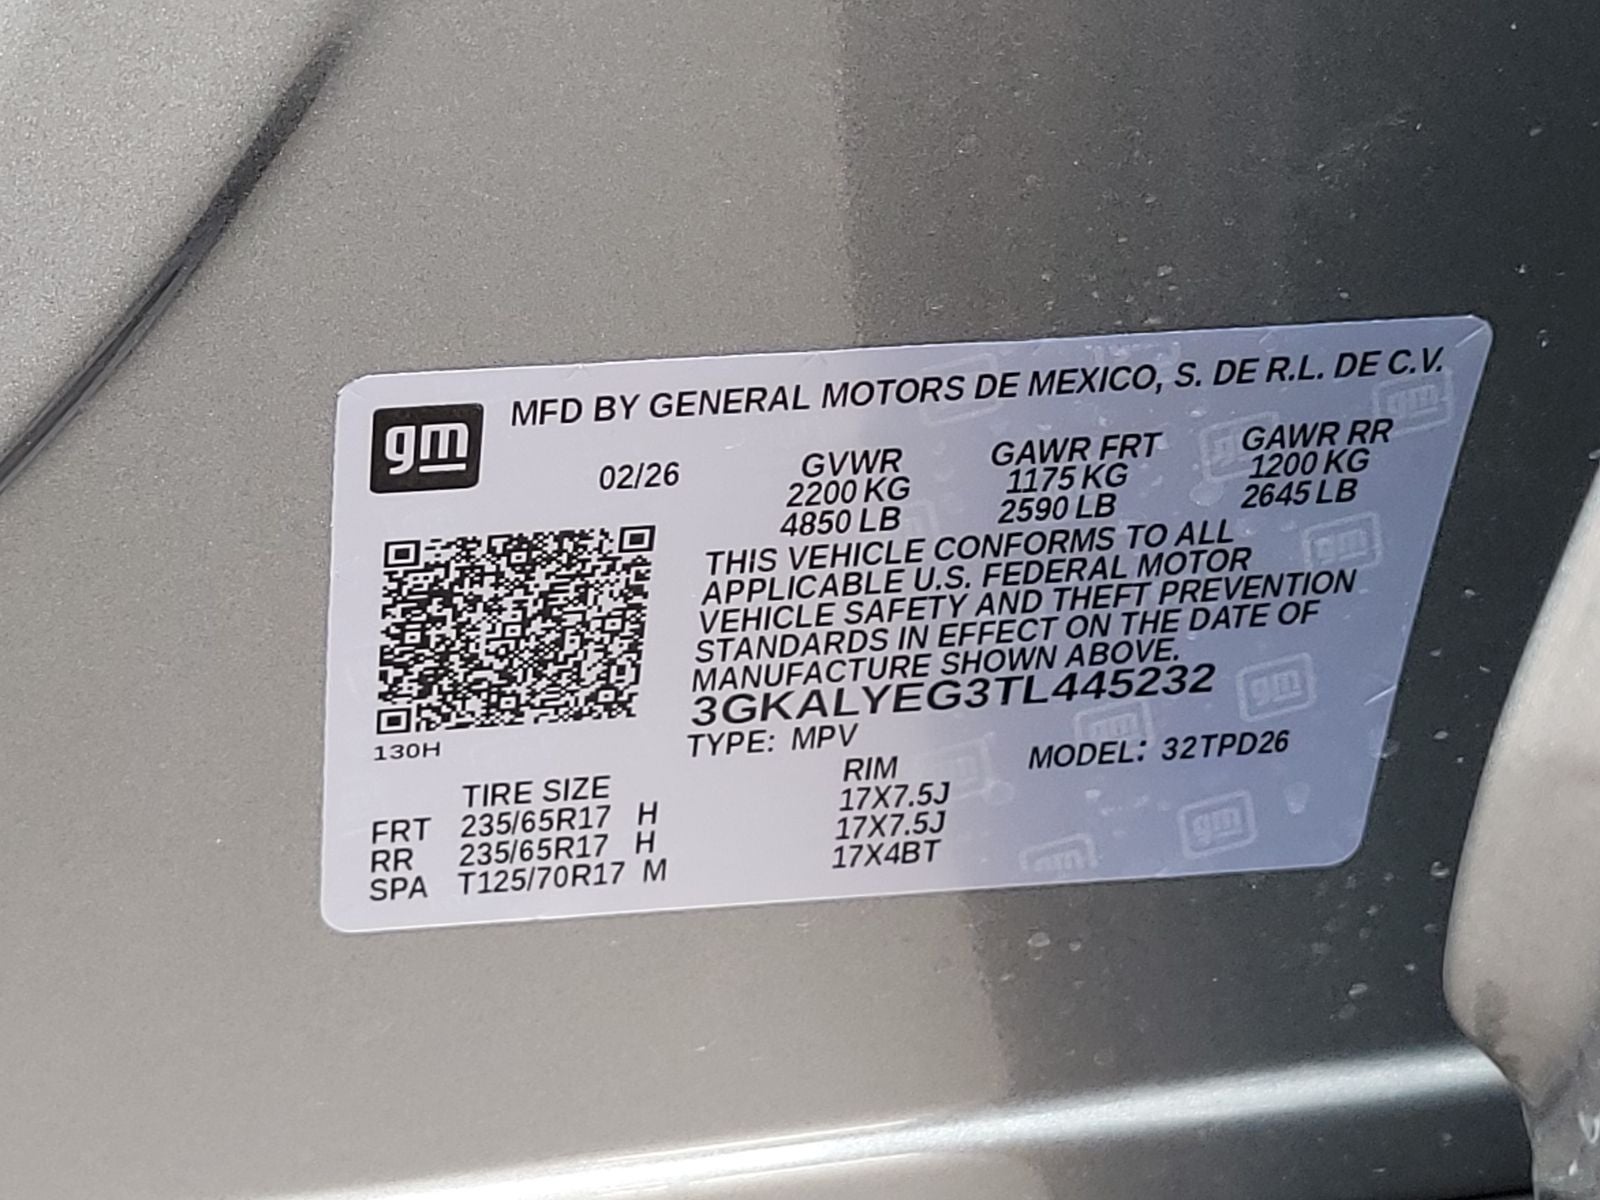 gm
MFD BY GENERAL MOTORS DE MEXICO, S. DE R.L. DE C.V.
02/26
GVWR GAWR FRT GAWR RR
2200 KG 1175 KG 1200 KG
4850 LB 2590 LB 2645 LB
THIS VEHICLE CONFORMS TO ALL
APPLICABLE U.S. FEDERAL MOTOR
VEHICLE SAFETY AND THEFT PREVENTION
STANDARDS IN EFFECT ON THE DATE OF
MANUFACTURE SHOWN ABOVE.
3GKALYEG3TL445232
130H
TYPE: MPV MODEL: 32TPD26
TIRE SIZE RIM
FRT 235/65R17 H 17X7.5J
RR 235/65R17 H 17X7.5J
SPA T125/70R17 M 17X4BT